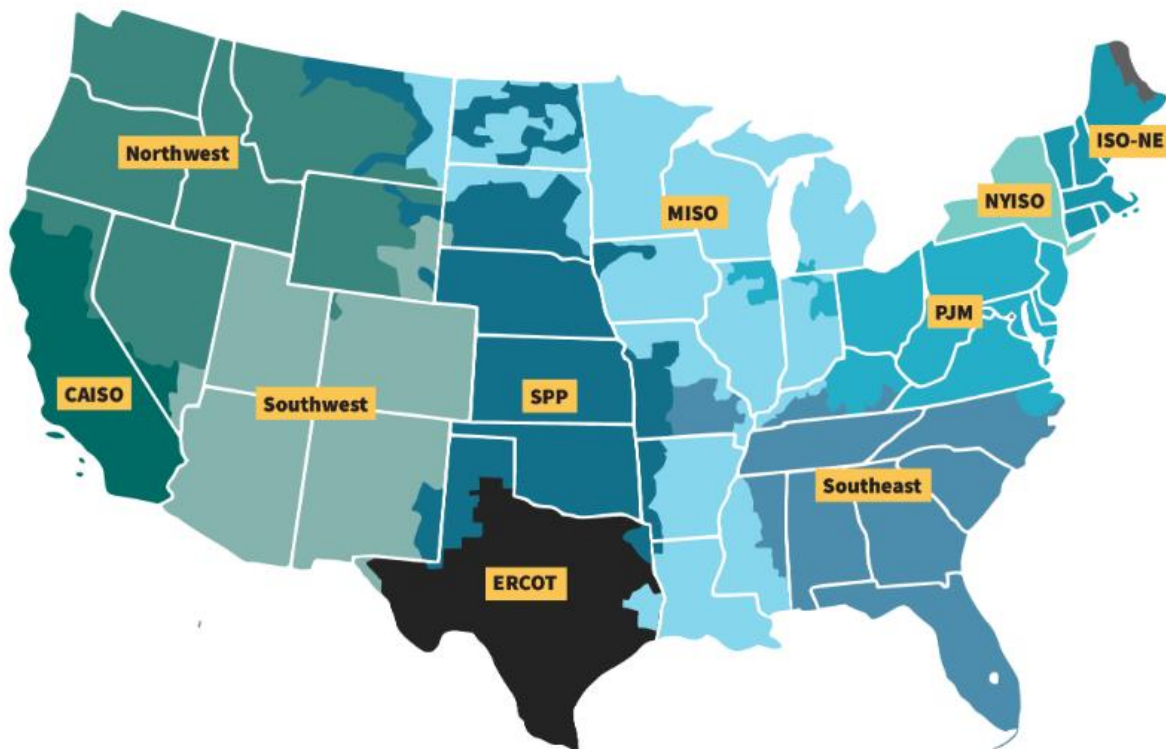 Northwest
ISO-NE
MISO
NYISO
PJM
CAISO
Southwest
SPP
Southeast
ERCOT